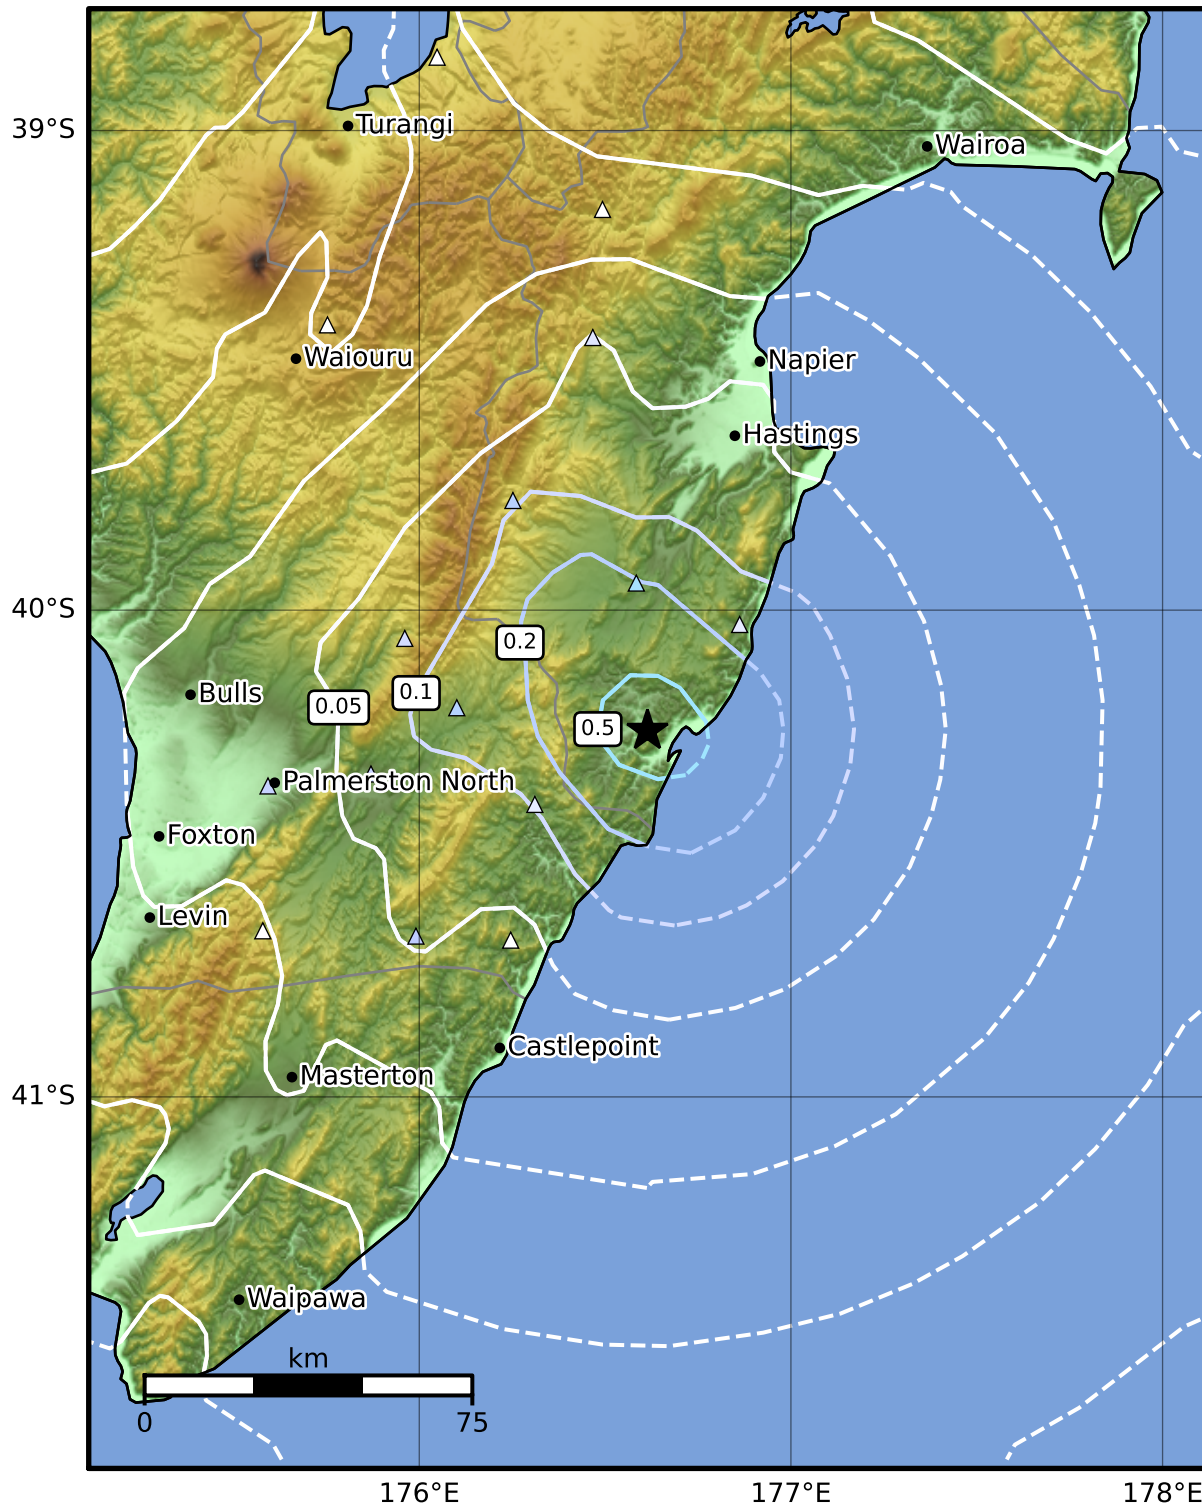 39°S
Turangi
Wairoa
Waiouru
Napier
Hastings
40°S
0.2
Bulls
0.1
0.05
0.5
Palmerston North
Foxton
Levin
Castlepoint
Masterton
41°S
Waipawa
km
0
75
176°E
177°E
178°E